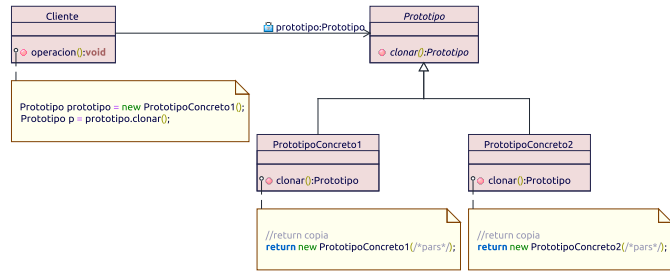 Cliente
operacion():void
prototipo:Prototipo
Prototipo
clonar():Prototipo
Prototipo prototipo = new PrototipoConcreto1();
Prototipo p = prototipo.clonar();
PrototipoConcreto1
clonar():Prototipo
PrototipoConcreto2
clonar():Prototipo
//return copia
return new PrototipoConcreto1(/*pars*/);
//return copia
return new PrototipoConcreto2(/*pars*/);